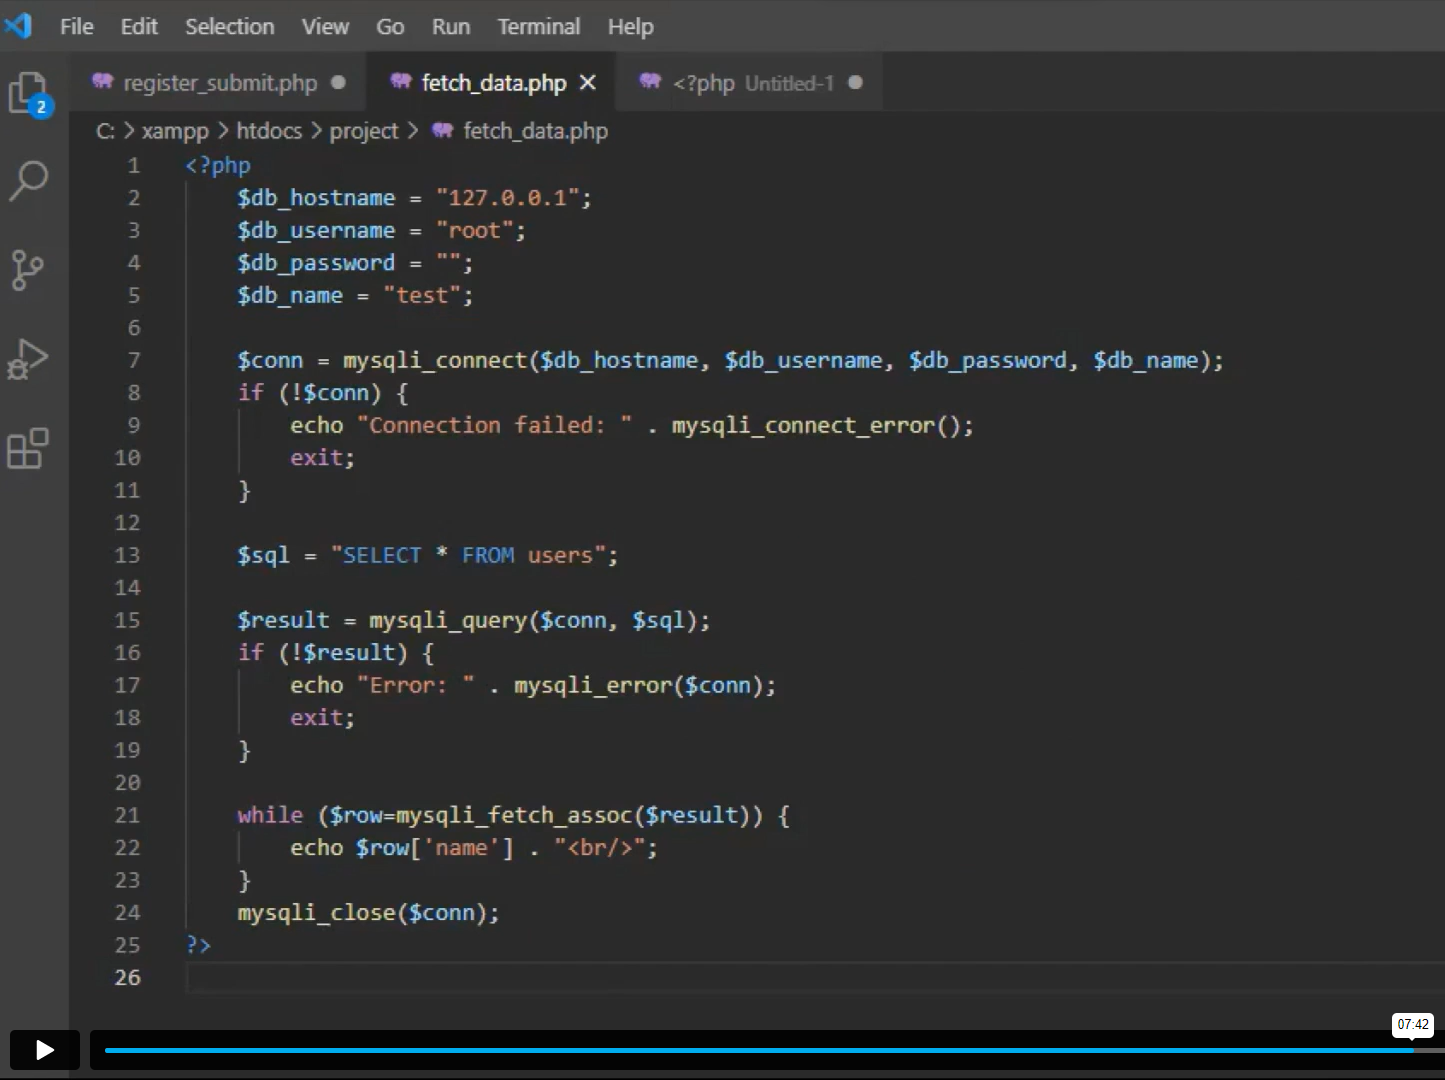 File Edit Selection View Go Run Terminal Help
register_submit.php fetch_data.php <?php Untitled-1
2
C: > xampp > htdocs > project > fetch_data.php
1 <?php
2 $db_hostname = "127.0.0.1";
3 $db_username = "root";
4 $db_password = "";
5 $db_name = "test";
6
7 $conn = mysqli_connect($db_hostname, $db_username, $db_password, $db_name);
8 if (!$conn) {
9 echo "Connection failed: " . mysqli_connect_error();
10 exit;
11 }
12
13 $sql = "SELECT * FROM users";
14
15 $result = mysqli_query($conn, $sql);
16 if (!$result) {
17 echo "Error: " . mysqli_error($conn);
18 exit;
19 }
20
21 while ($row=mysqli_fetch_assoc($result)) {
22 echo $row['name'] . "<br/>";
23 }
24 mysqli_close($conn);
25 ?>
26
07:42